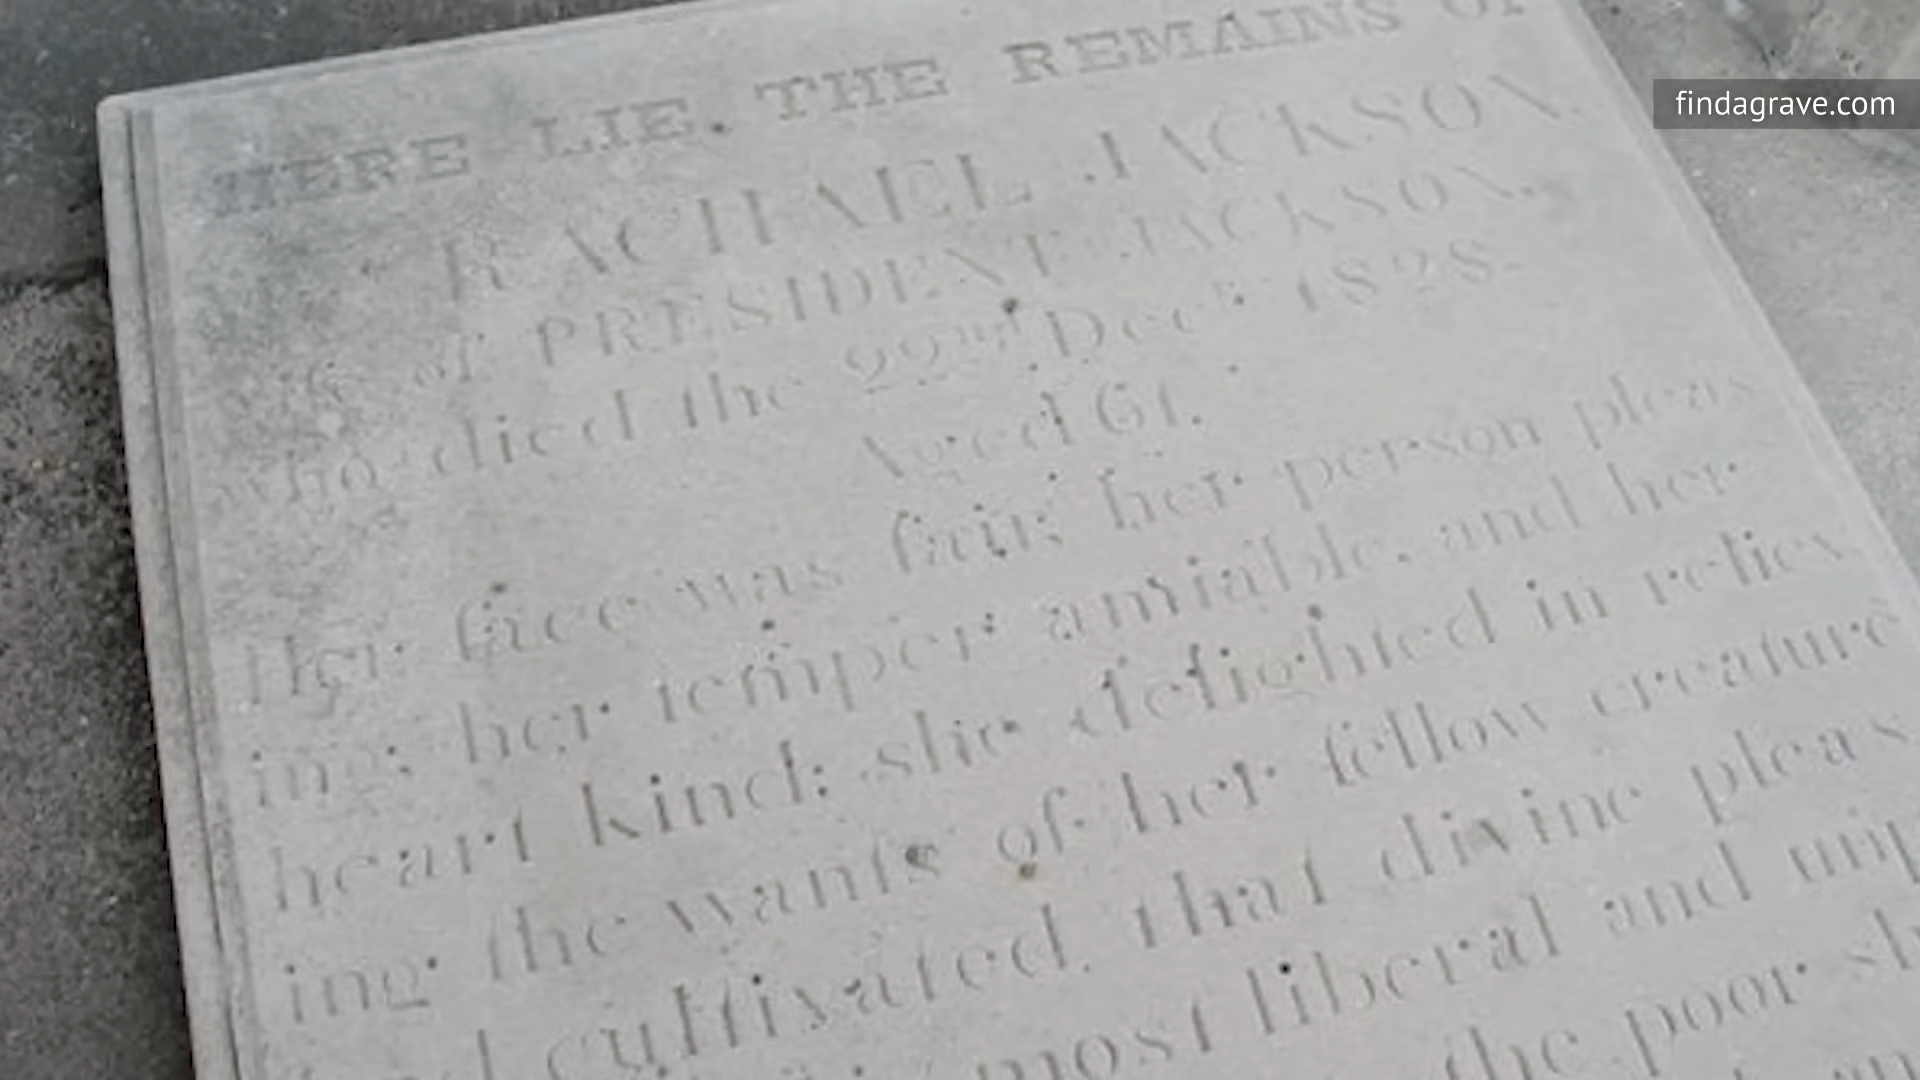 HERE LIE THE REMAINS OF
RACHAEL JACKSON,
wife of PRESIDENT JACKSON.
who died the 22nd Decr 1828.
Aged 61.
Her face was fair; her person pleas
ing; her temper amiable, and her
heart kind; she delighted in reliev
ing the wants of her fellow creature
cultivated that divine pleas
most liberal and
the poor
findagrave.com